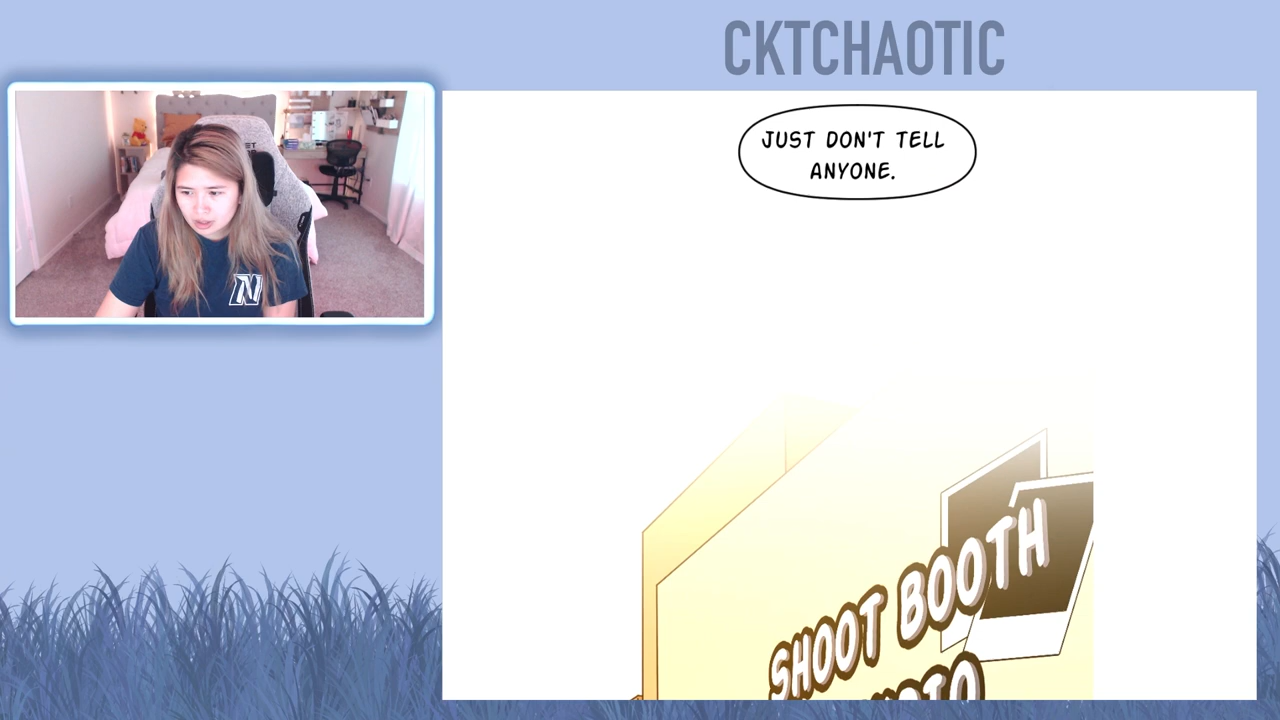 CKTCHAOTIC
JUST DON'T TELL
ANYONE.
SHOOT BOOTH
N